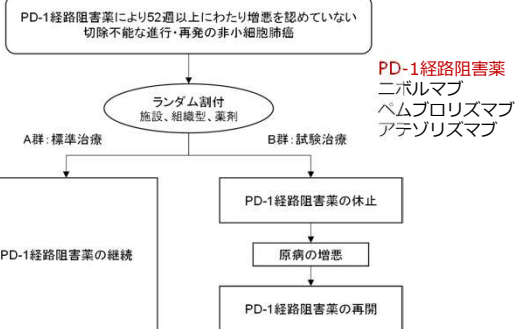 PD-1経路阻害薬により52週以上にわたり増悪を認めていない
切除不能な進行・再発の非小細胞肺癌
PD-1経路阻害薬
ニボルマブ
ペムブロリズマブ
アテゾリズマブ
ランダム割付
施設、組織型、薬剤
A群：標準治療
B群：試験治療
PD-1経路阻害薬の継続
PD-1経路阻害薬の休止
原病の増悪
PD-1経路阻害薬の再開